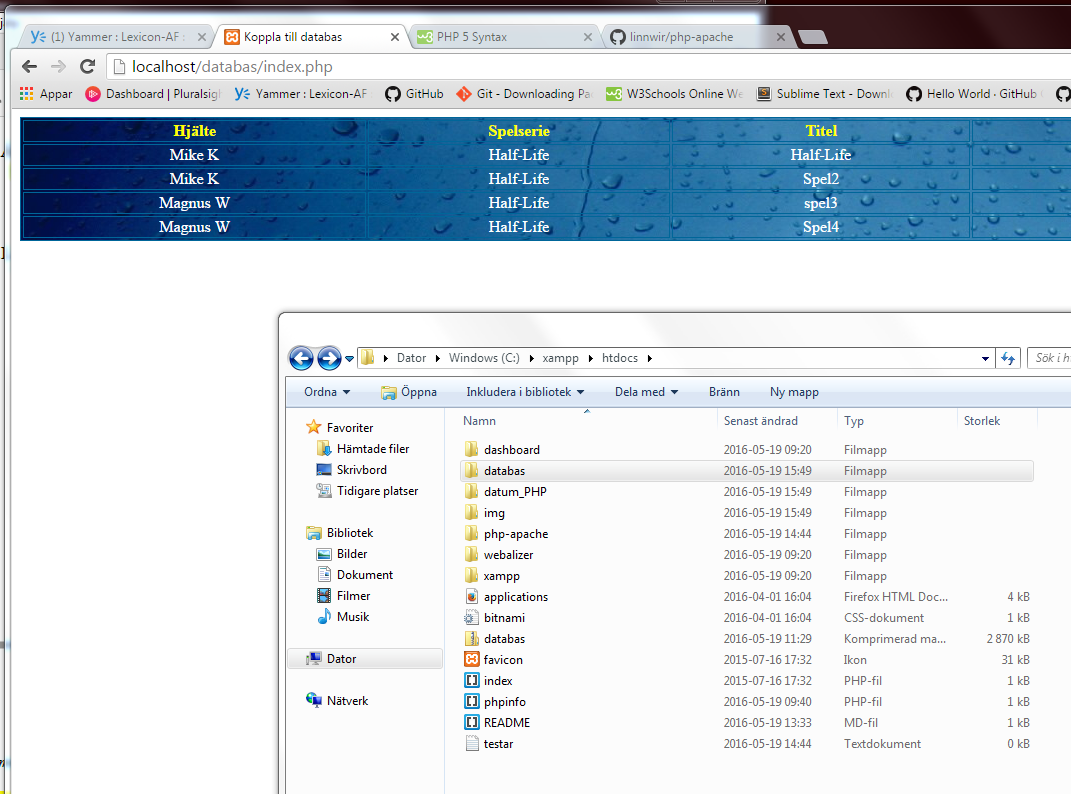 (1) Yammer : Lexicon-AF : Koppla till databas PHP 5 Syntax linnwir/php-apache
localhost/databas/index.php
Appar Dashboard | Pluralsigh Yammer : Lexicon-AF GitHub Git - Downloading Pa W3Schools Online We Sublime Text - Downl Hello World · GitHub
Hjälte Spelserie Titel
Mike K Half-Life Half-Life
Mike K Half-Life Spel2
Magnus W Half-Life spel3
Magnus W Half-Life Spel4
Dator Windows (C:) xampp htdocs Sök i h
Ordna Öppna Inkludera i bibliotek Dela med Bränn Ny mapp
Namn Senast ändrad Typ Storlek
Favoriter
Hämtade filer
Skrivbord
Tidigare platser
Bibliotek
Bilder
Dokument
Filmer
Musik
Dator
Nätverk
dashboard 2016-05-19 09:20 Filmapp
databas 2016-05-19 15:49 Filmapp
datum_PHP 2016-05-19 15:49 Filmapp
img 2016-05-19 15:49 Filmapp
php-apache 2016-05-19 14:44 Filmapp
webalizer 2016-05-19 09:20 Filmapp
xampp 2016-05-19 09:20 Filmapp
applications 2016-04-01 16:04 Firefox HTML Doc... 4 kB
bitnami 2016-04-01 16:04 CSS-dokument 1 kB
databas 2016-05-19 11:29 Komprimerad ma... 2 870 kB
favicon 2015-07-16 17:32 Ikon 31 kB
index 2015-07-16 17:32 PHP-fil 1 kB
phpinfo 2016-05-19 09:40 PHP-fil 1 kB
README 2016-05-19 13:33 MD-fil 1 kB
testar 2016-05-19 14:44 Textdokument 0 kB